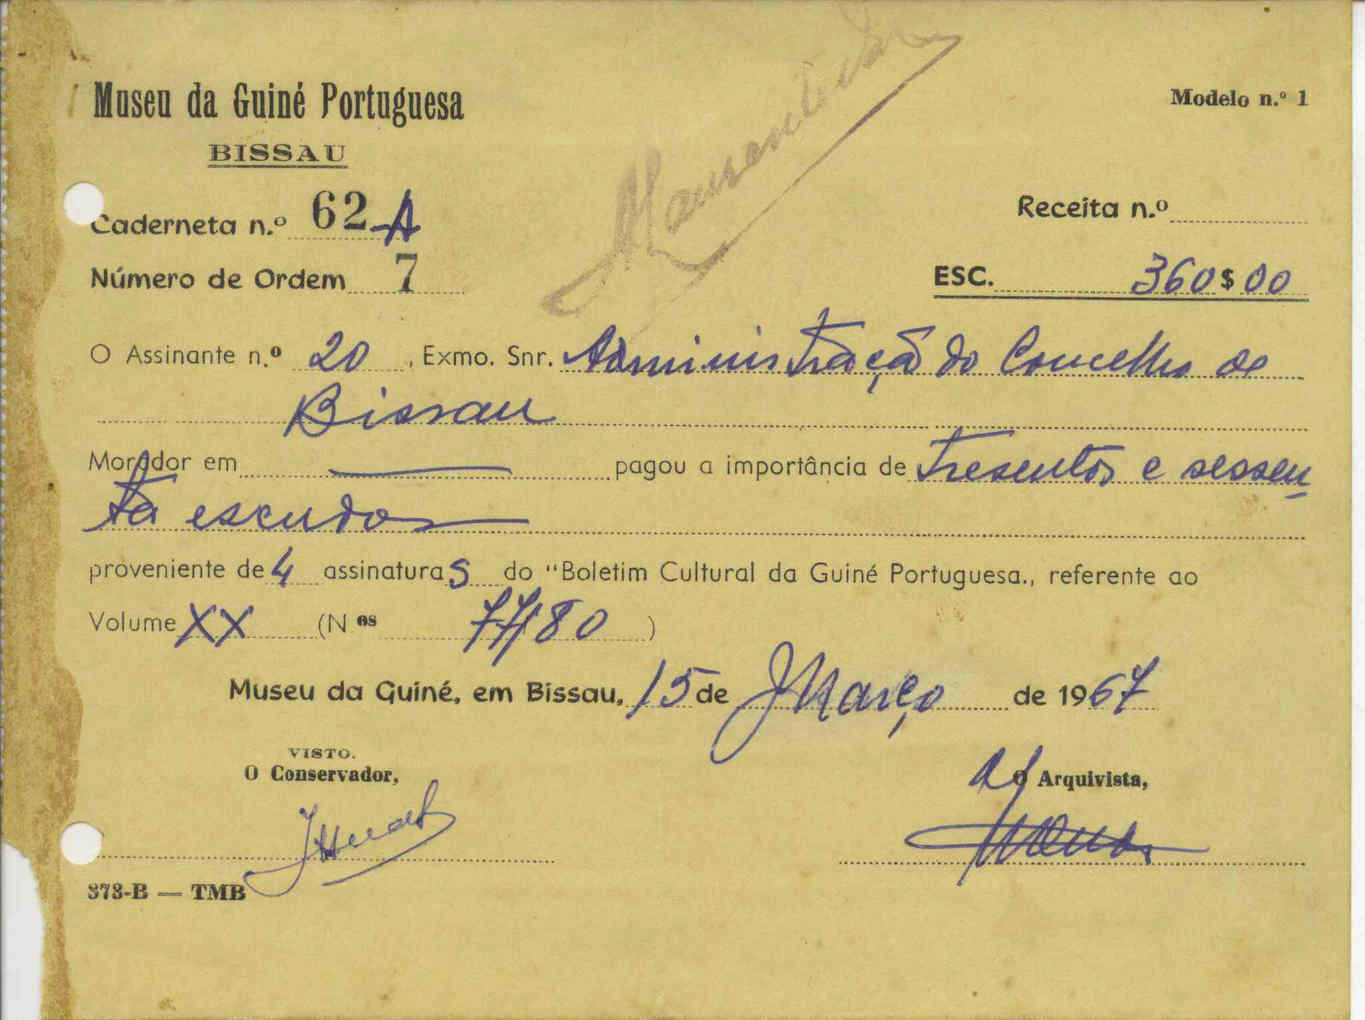 Museu da Guiné Portuguesa
BISSAU
Modelo n.º 1
Caderneta n.º 62-A
Receita n.º
Número de Ordem 7
ESC. 360$00
O Assinante n.º 20, Exmo. Snr. Administração do Concelho de
Bissau
Morador em pagou a importância de tresentos e sessen
ta escudos
proveniente de 4 assinaturas do "Boletim Cultural da Guiné Portuguesa., referente ao
Volume XX (Nos 77/80)
Museu da Guiné, em Bissau, 15 de Março de 1967
VISTO.
O Conservador,
O Arquivista,
373-B — TMB